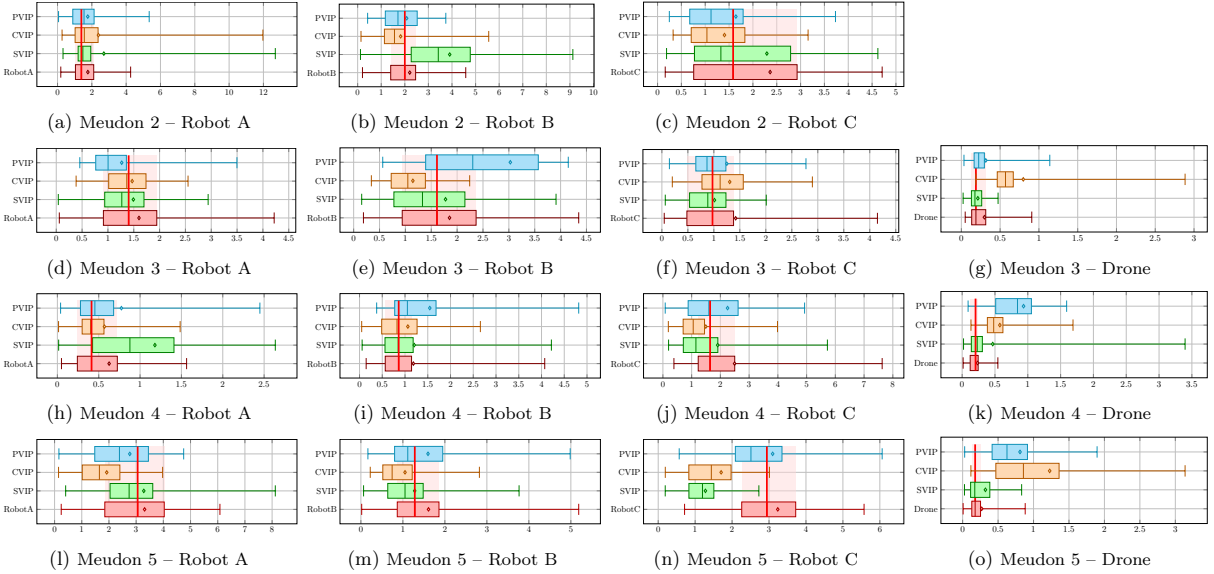 PVIP
CVIP
SVIP
RobotA
0 2 4 6 8 10 12
(a) Meudon 2 – Robot A
PVIP
CVIP
SVIP
RobotB
0 1 2 3 4 5 6 7 8 9 10
(b) Meudon 2 – Robot B
PVIP
CVIP
SVIP
RobotC
0 0.5 1 1.5 2 2.5 3 3.5 4 4.5 5
(c) Meudon 2 – Robot C
PVIP
CVIP
SVIP
RobotA
0 0.5 1 1.5 2 2.5 3 3.5 4 4.5
(d) Meudon 3 – Robot A
PVIP
CVIP
SVIP
RobotB
0 0.5 1 1.5 2 2.5 3 3.5 4 4.5
(e) Meudon 3 – Robot B
PVIP
CVIP
SVIP
RobotC
0 0.5 1 1.5 2 2.5 3 3.5 4 4.5
(f) Meudon 3 – Robot C
PVIP
CVIP
SVIP
Drone
0 0.5 1 1.5 2 2.5 3
(g) Meudon 3 – Drone
PVIP
CVIP
SVIP
RobotA
0 0.5 1 1.5 2 2.5
(h) Meudon 4 – Robot A
PVIP
CVIP
SVIP
RobotB
0 0.5 1 1.5 2 2.5 3 3.5 4 4.5 5
(i) Meudon 4 – Robot B
PVIP
CVIP
SVIP
RobotC
0 1 2 3 4 5 6 7 8
(j) Meudon 4 – Robot C
PVIP
CVIP
SVIP
Drone
0 0.5 1 1.5 2 2.5 3 3.5
(k) Meudon 4 – Drone
PVIP
CVIP
SVIP
RobotA
0 2 4 6 8
(l) Meudon 5 – Robot A
PVIP
CVIP
SVIP
RobotB
0 1 2 3 4 5
(m) Meudon 5 – Robot B
PVIP
CVIP
SVIP
RobotC
0 1 2 3 4 5 6
(n) Meudon 5 – Robot C
PVIP
CVIP
SVIP
Drone
0 0.5 1 1.5 2 2.5 3
(o) Meudon 5 – Drone